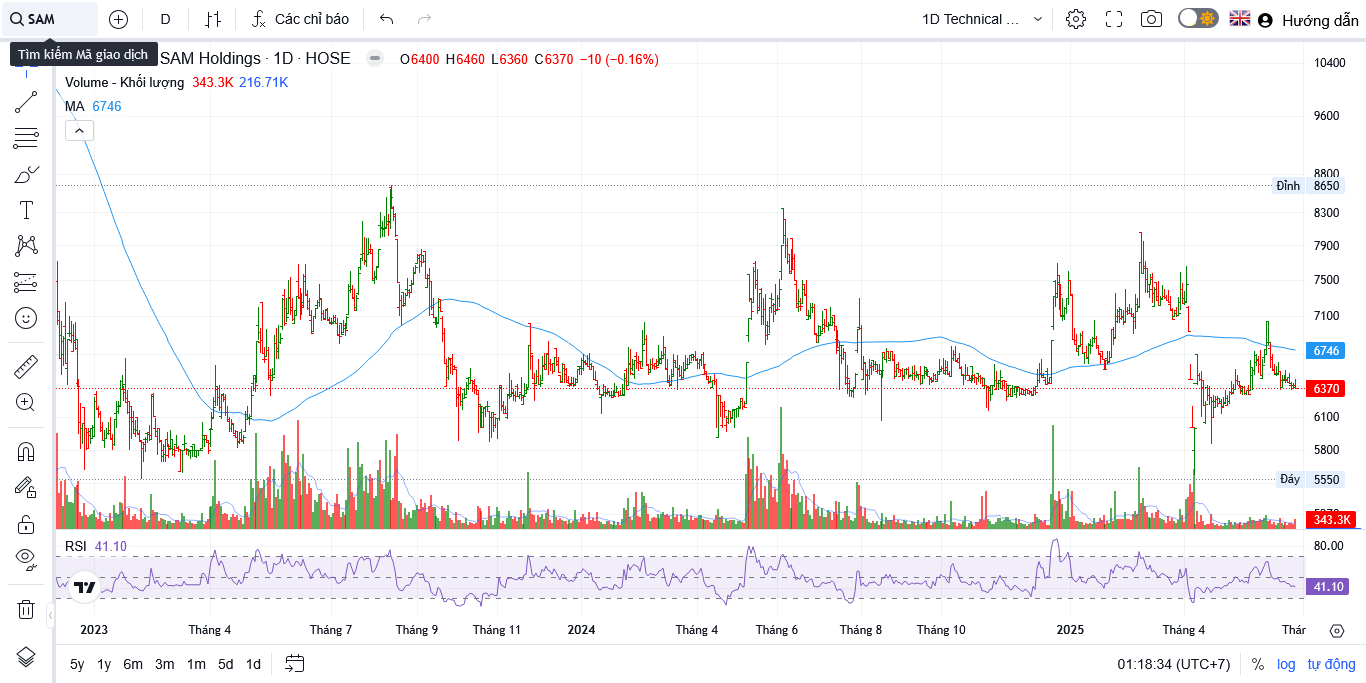 SAM D Các chỉ báo 1D Technical ... Hướng dẫn
Tìm kiếm Mã giao dịch SAM Holdings · 1D · HOSE O6400 H6460 L6360 C6370 −10 (−0.16%)
Volume - Khối lượng 343.3K 216.71K
MA 6746
10400
9600
8800
Đỉnh 8650
8300
7900
7500
7100
6746
6370
6100
5800
Đáy 5550
343.3K
RSI 41.10
80.00
41.10
2023 Tháng 4 Tháng 7 Tháng 9 Tháng 11 2024 Tháng 4 Tháng 6 Tháng 8 Tháng 10 2025 Tháng 4 Thár
5y 1y 6m 3m 1m 5d 1d 01:18:34 (UTC+7) % log tự động